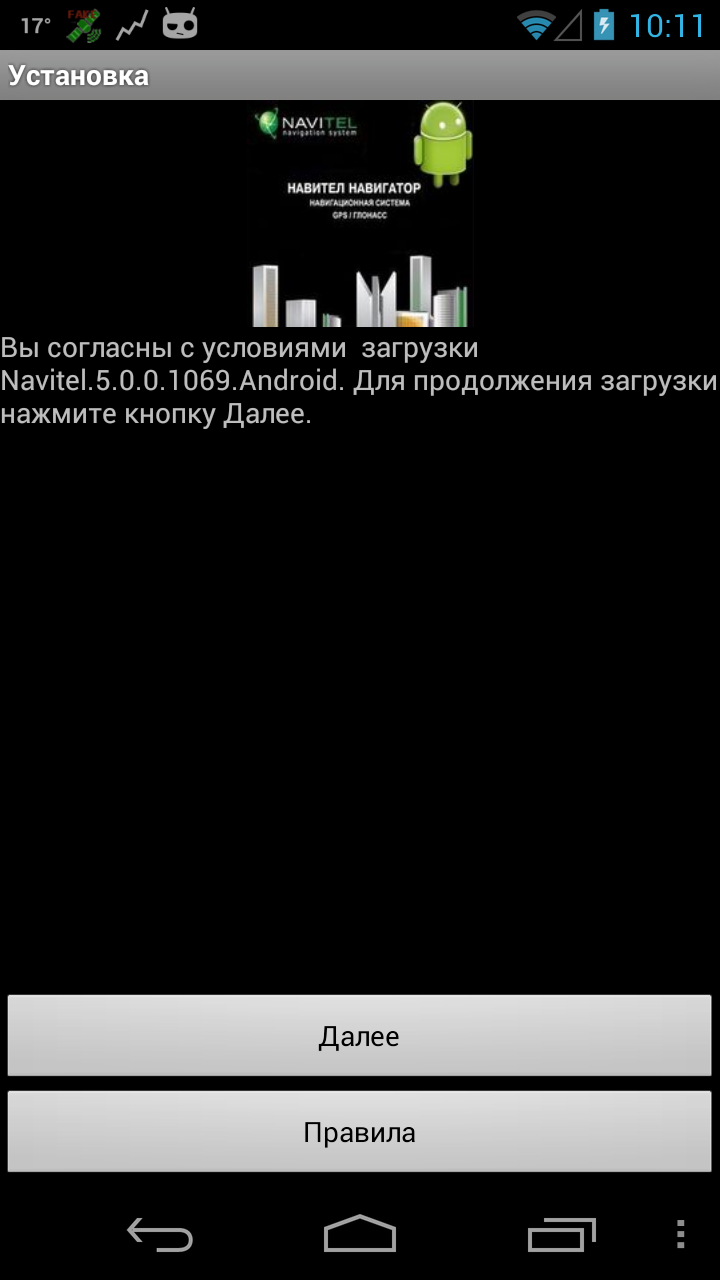 17° FAKE 10:11
Установка
NAVITEL
navigation system
НАВИТЕЛ НАВИГАТОР
НАВИГАЦИОННАЯ СИСТЕМА
GPS / ГЛОНАСС
Вы согласны с условиями  загрузки
Navitel.5.0.0.1069.Android. Для продолжения загрузки
нажмите кнопку Далее.
Далее
Правила